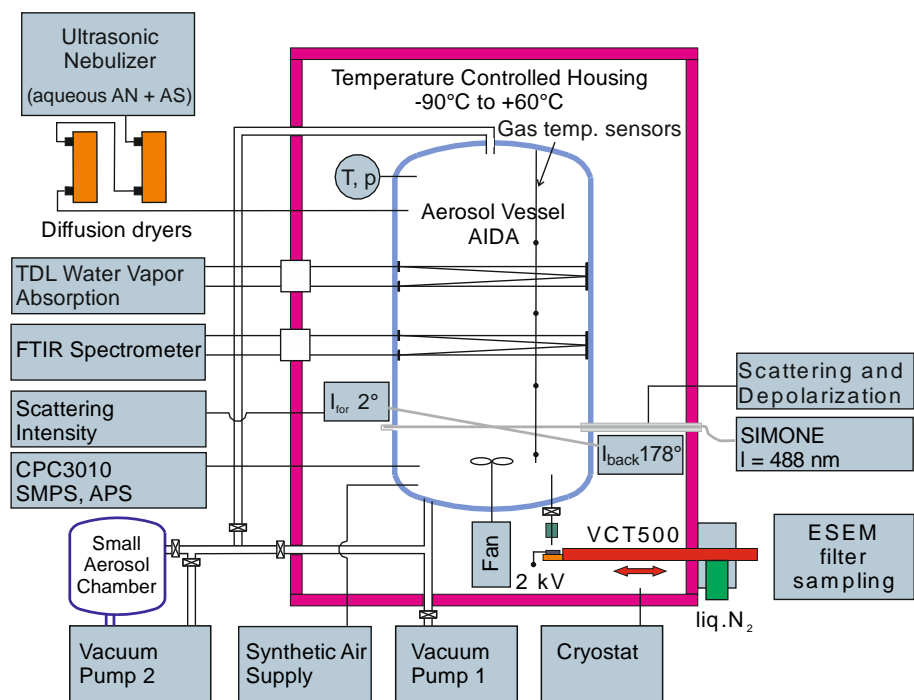 Ultrasonic
Nebulizer
(aqueous AN + AS)
Diffusion dryers
Temperature Controlled Housing
-90°C to +60°C
Gas temp. sensors
T, p
Aerosol Vessel
AIDA
TDL Water Vapor
Absorption
FTIR Spectrometer
Scattering
Intensity
CPC3010
SMPS, APS
Ifor 2°
Iback178°
Scattering and
Depolarization
SIMONE
l = 488 nm
Small
Aerosol
Chamber
Fan
2 kV
VCT500
liq.N2
ESEM
filter
sampling
Vacuum
Pump 2
Synthetic Air
Supply
Vacuum
Pump 1
Cryostat